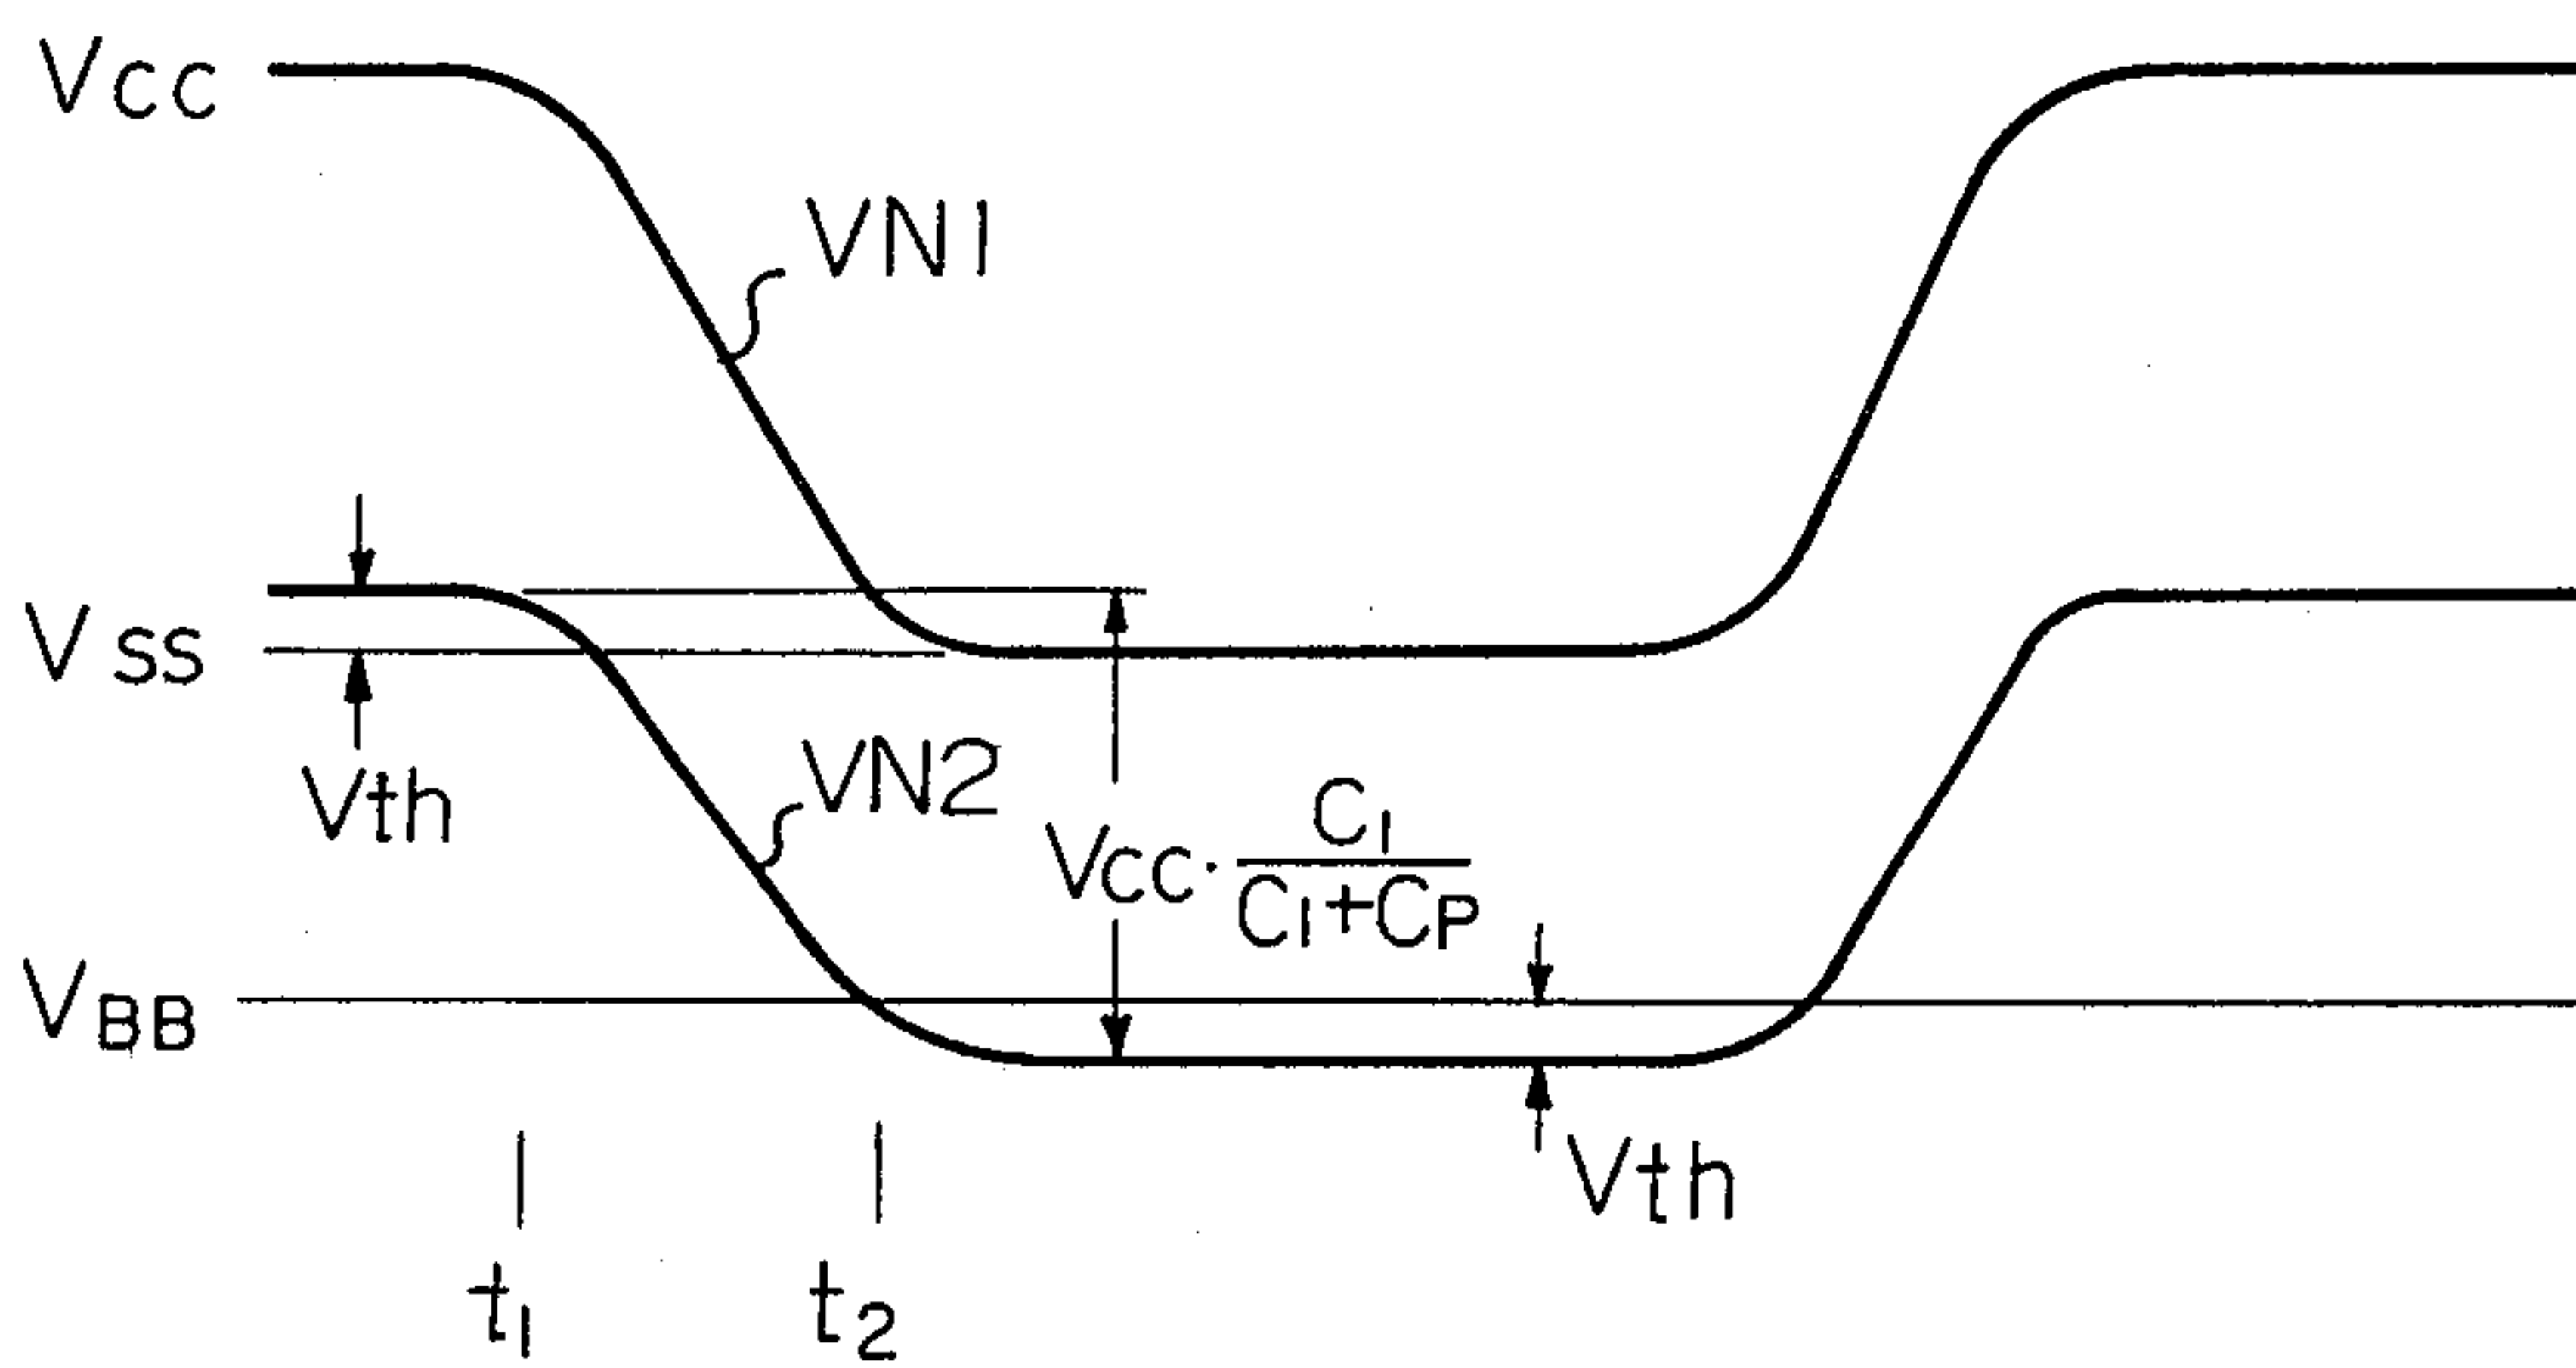 VCC
VN1
VSS
Vth
VN2
VCC · C1
C1+CP
VBB
Vth
t1
t2